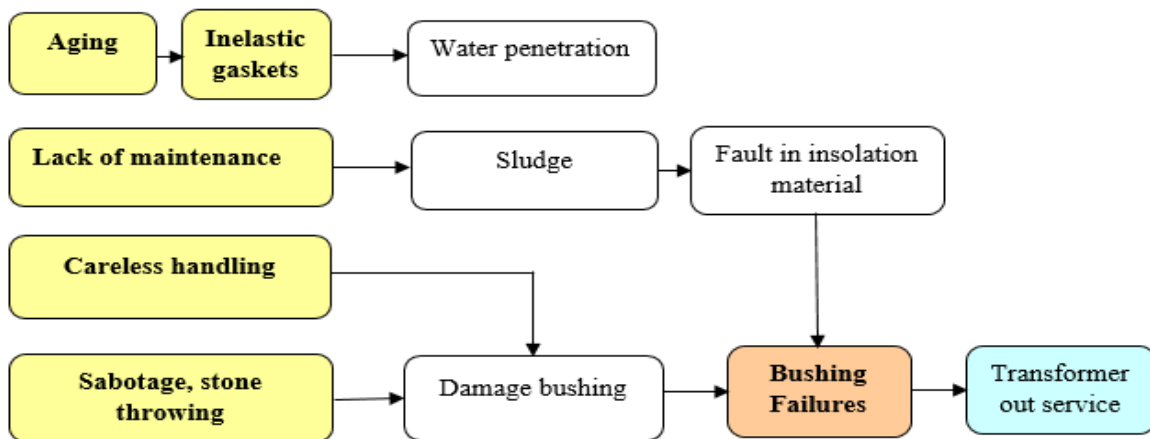 Aging
Inelastic
gaskets
Water penetration
Lack of maintenance
Sludge
Fault in insolation
material
Careless handling
Sabotage, stone
throwing
Damage bushing
Bushing
Failures
Transformer
out service